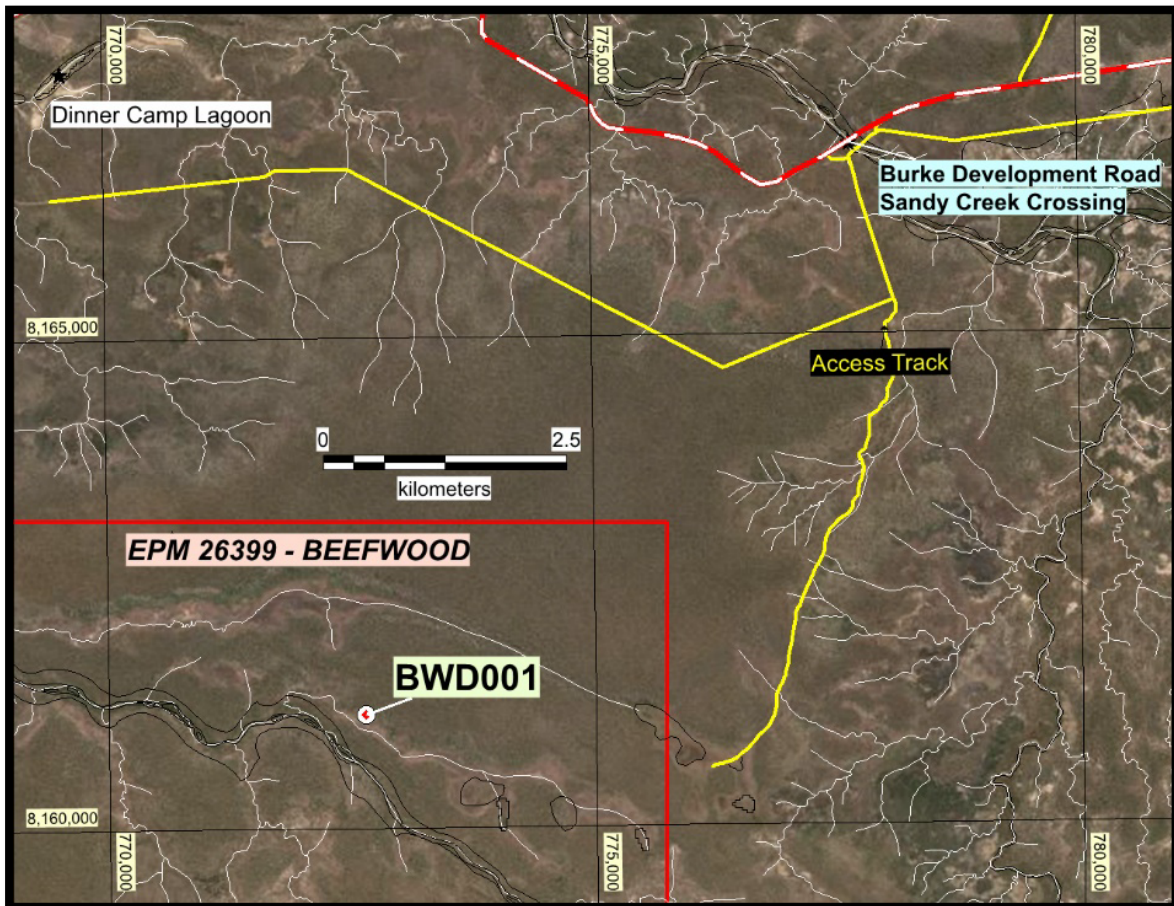 770,000
775,000
780,000
Dinner Camp Lagoon
Burke Development Road
Sandy Creek Crossing
8,165,000
Access Track
0 2.5
kilometers
EPM 26399 - BEEFWOOD
BWD001
8,160,000
770,000
775,000
780,000